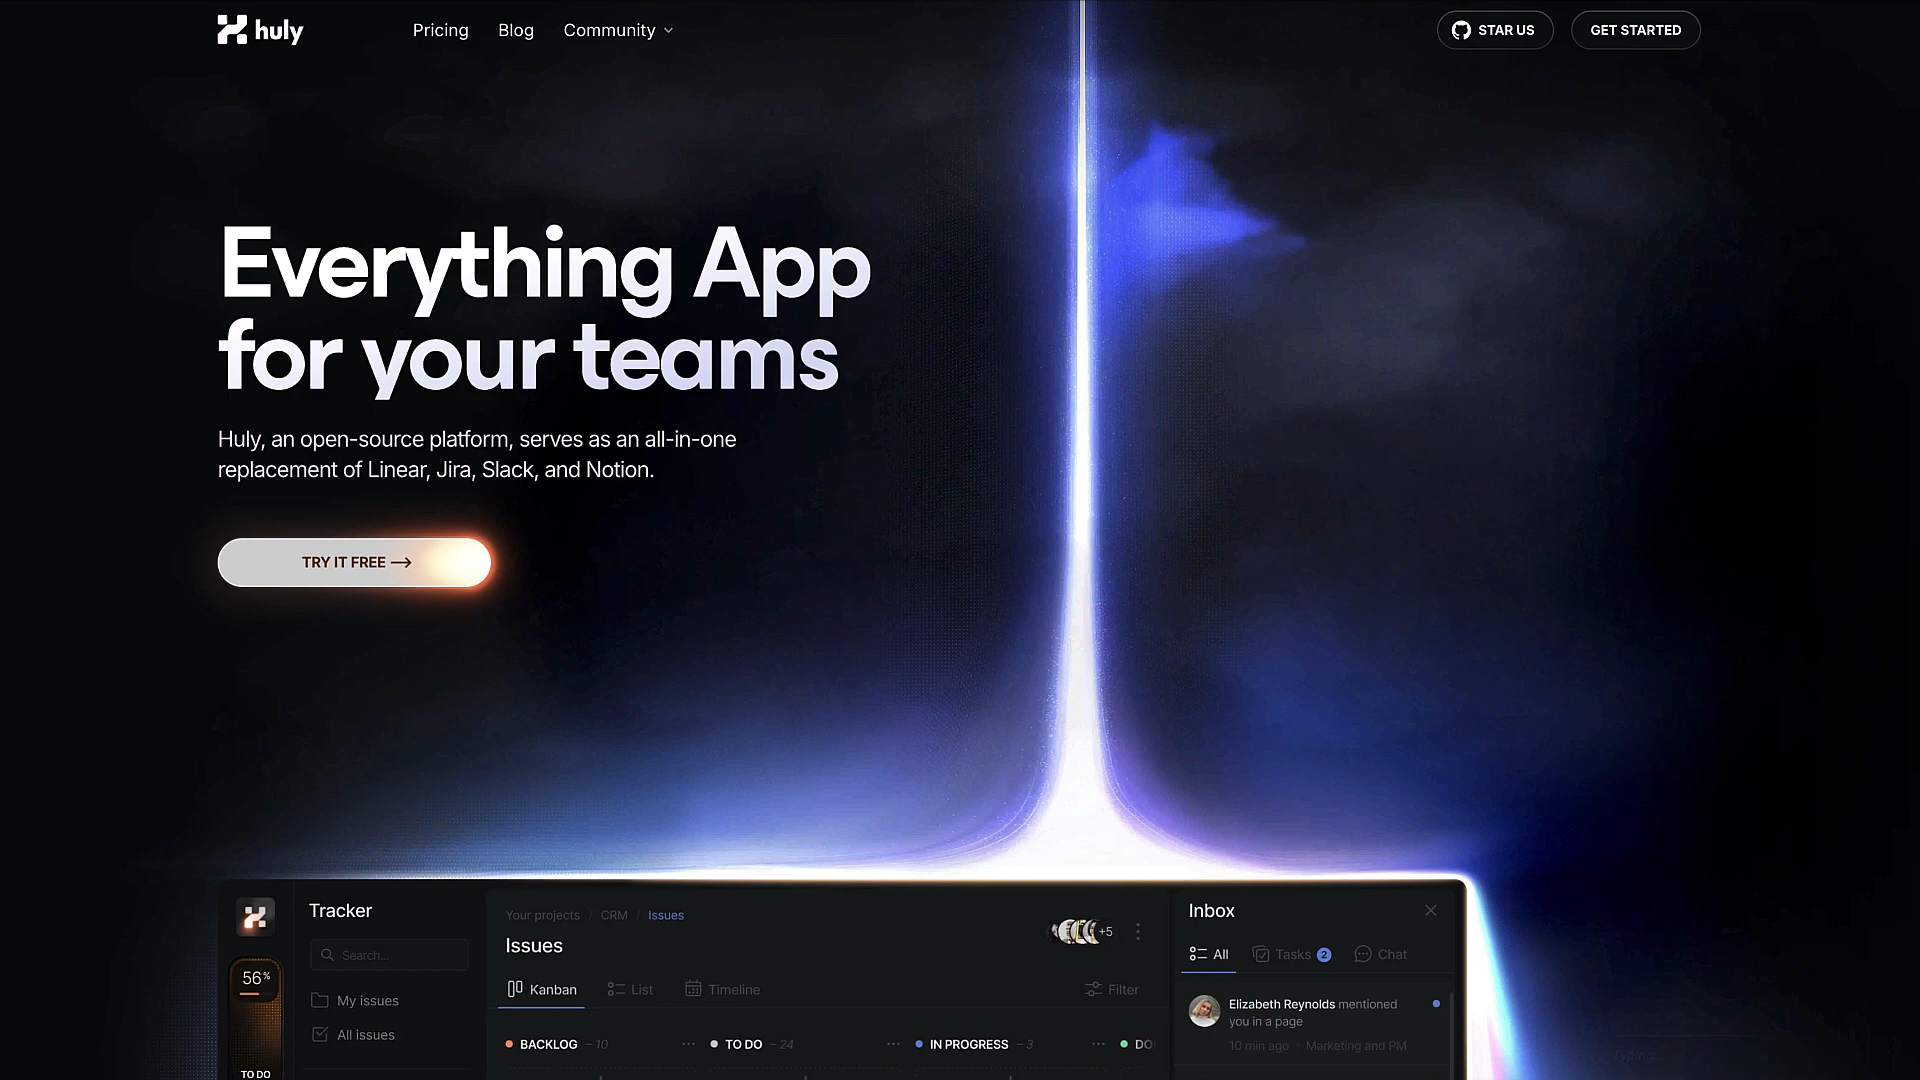 huly
Pricing
Blog
Community
STAR US
GET STARTED
Everything App
for your teams
Huly, an open-source platform, serves as an all-in-one
replacement of Linear, Jira, Slack, and Notion.
TRY IT FREE →
56%
TO DO
Tracker
Search...
My issues
All issues
Your projects / CRM / Issues
Issues
+5
Kanban
List
Timeline
Filter
BACKLOG – 10
TO DO – 24
IN PROGRESS – 3
Inbox
All
Tasks 2
Chat
Elizabeth Reynolds mentioned
you in a page
10 min ago · Marketing and PM
Typing...